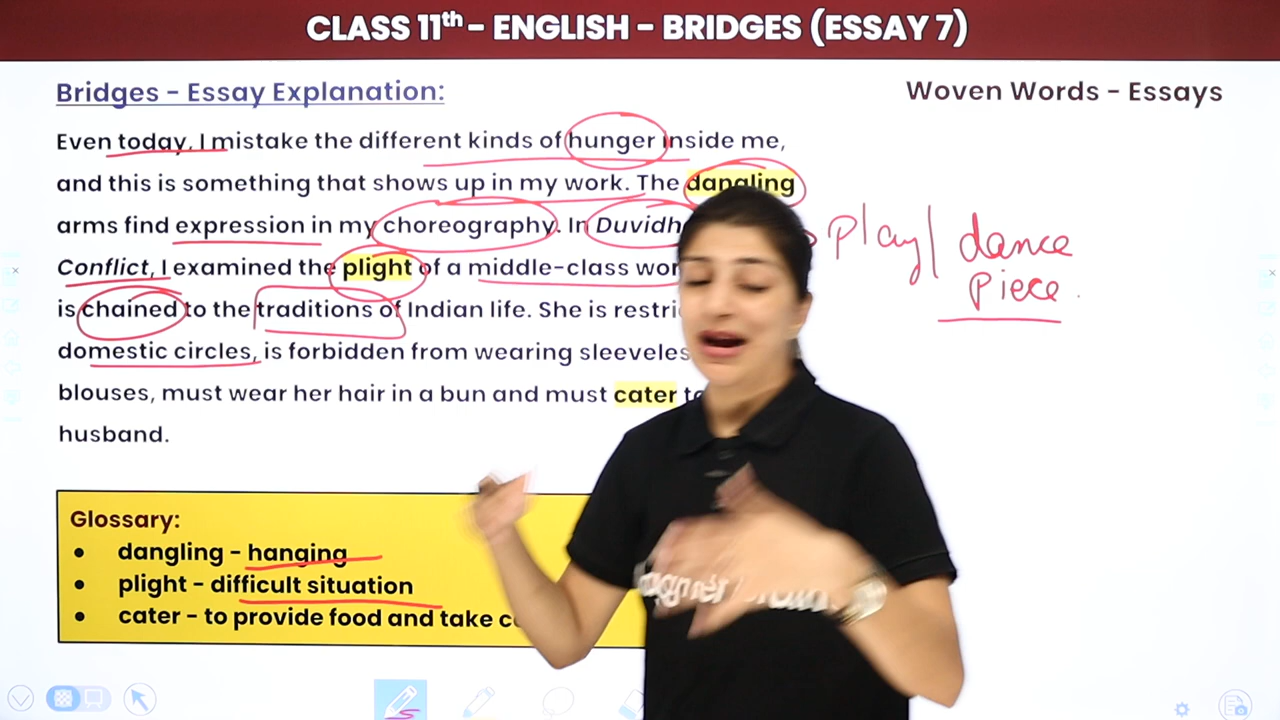 CLASS 11th - ENGLISH - BRIDGES (ESSAY 7)
Bridges - Essay Explanation:
Woven Words - Essays
Even today, I mistake the different kinds of hunger inside me,
and this is something that shows up in my work. The dangling
arms find expression in my choreography. In
Conflict, I examined the plight of a middle-class
is chained to the traditions of Indian life. She is
domestic circles, is forbidden from wearing
blouses, must wear her hair in a bun and must cater
husband.
play/ dance
piece.
Glossary:
• dangling - hanging
• plight - difficult situation
• cater - to provide food and take